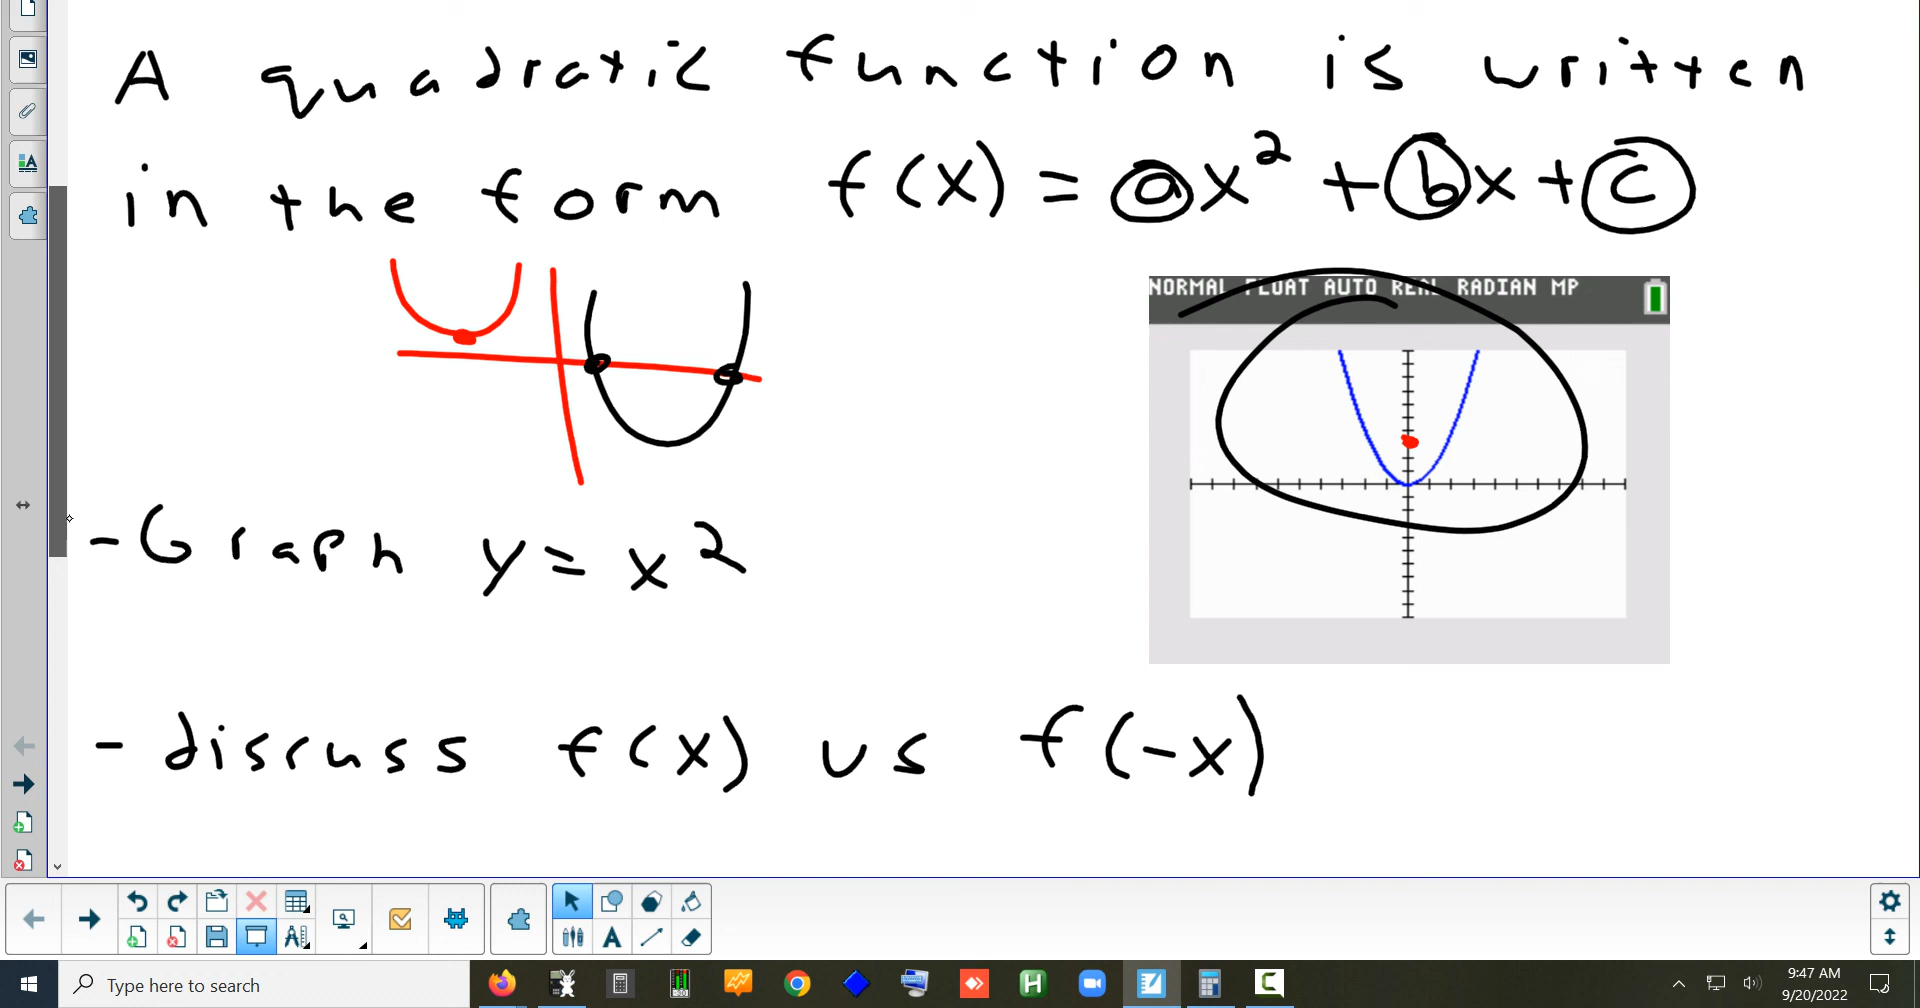 A quadratic function is written
in the form f(x) = ax² + bx + c
NORMAL FLOAT AUTO REAL RADIAN MP
- Graph y = x²
- discuss f(x) vs f(-x)
Type here to search
9:47 AM
9/20/2022